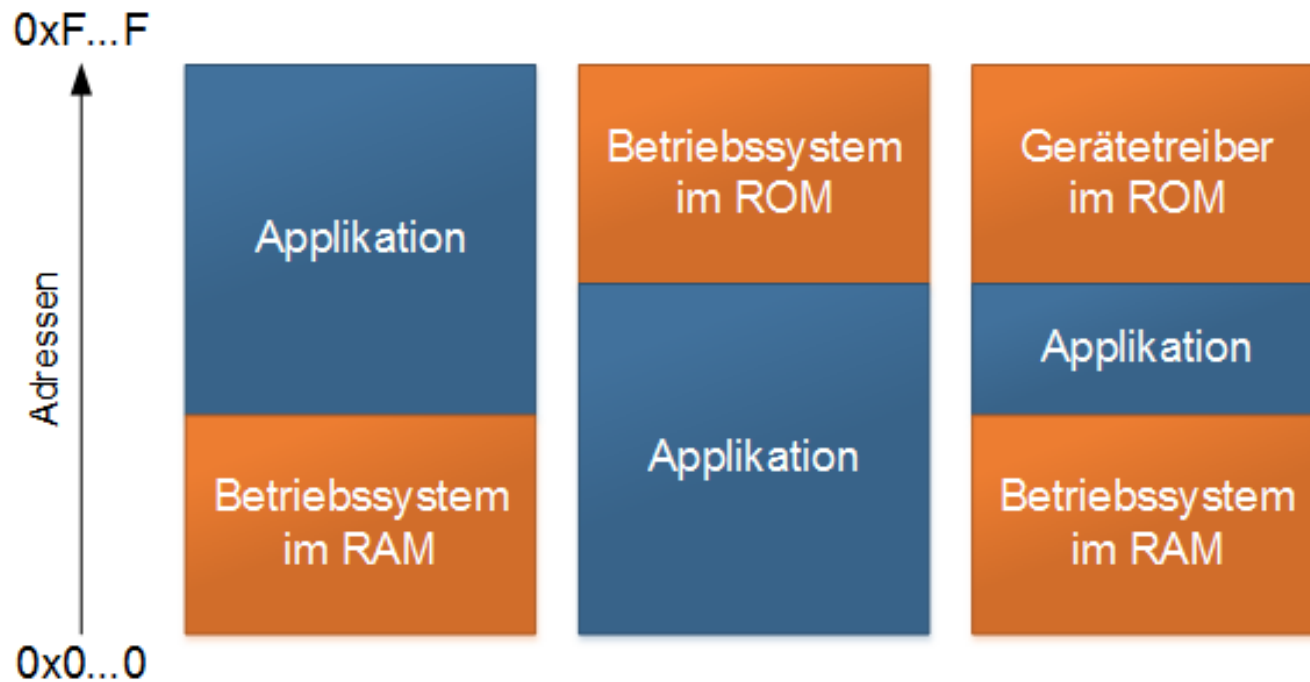 0xF...F
Adressen
0x0...0
Applikation
Betriebssystem
im RAM
Betriebssystem
im ROM
Applikation
Gerätetreiber
im ROM
Applikation
Betriebssystem
im RAM